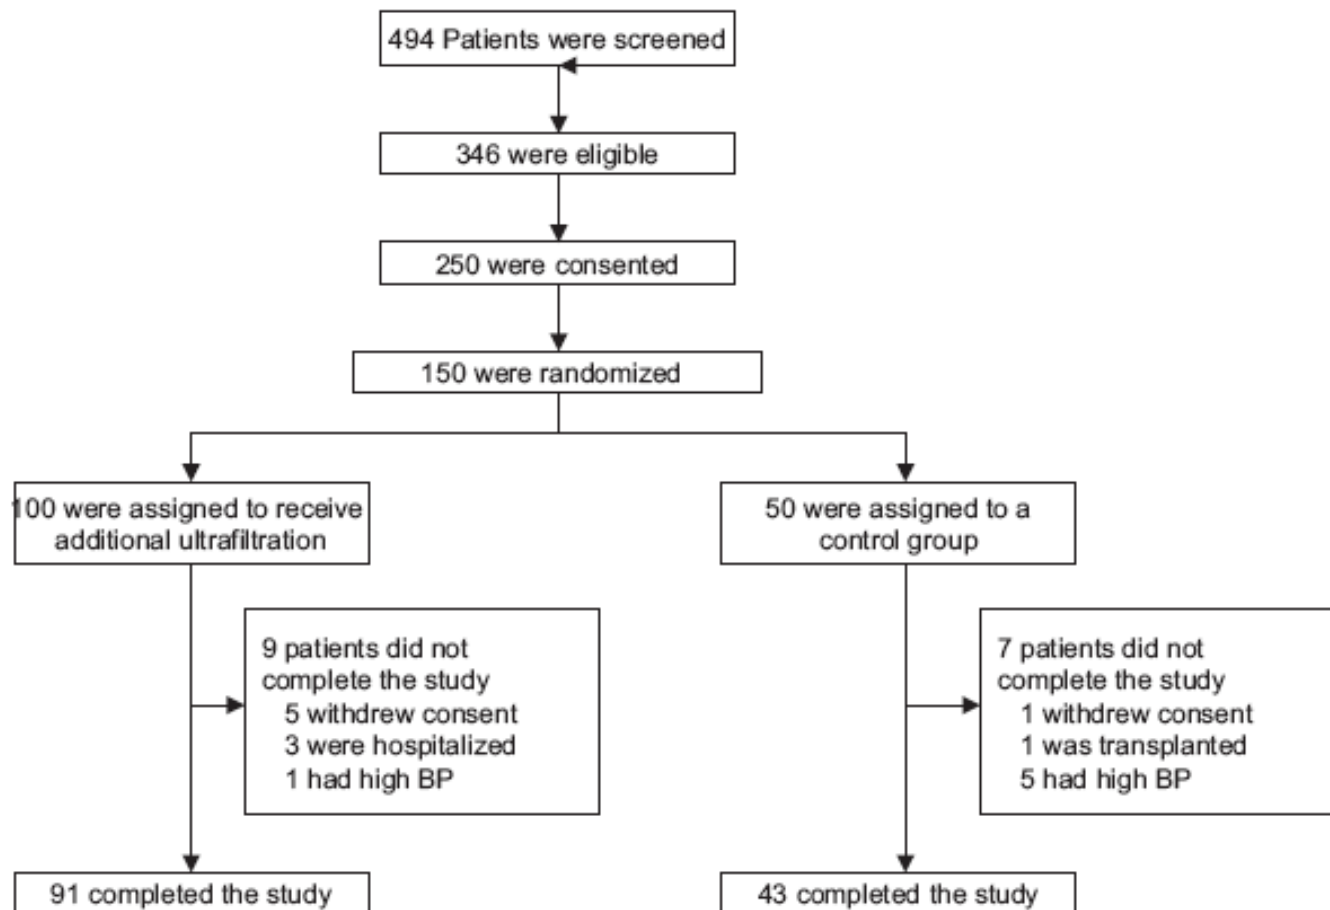 494 Patients were screened
346 were eligible
250 were consented
150 were randomized
100 were assigned to receive
additional ultrafiltration
50 were assigned to a
control group
9 patients did not
complete the study
5 withdrew consent
3 were hospitalized
1 had high BP
7 patients did not
complete the study
1 withdrew consent
1 was transplanted
5 had high BP
91 completed the study
43 completed the study